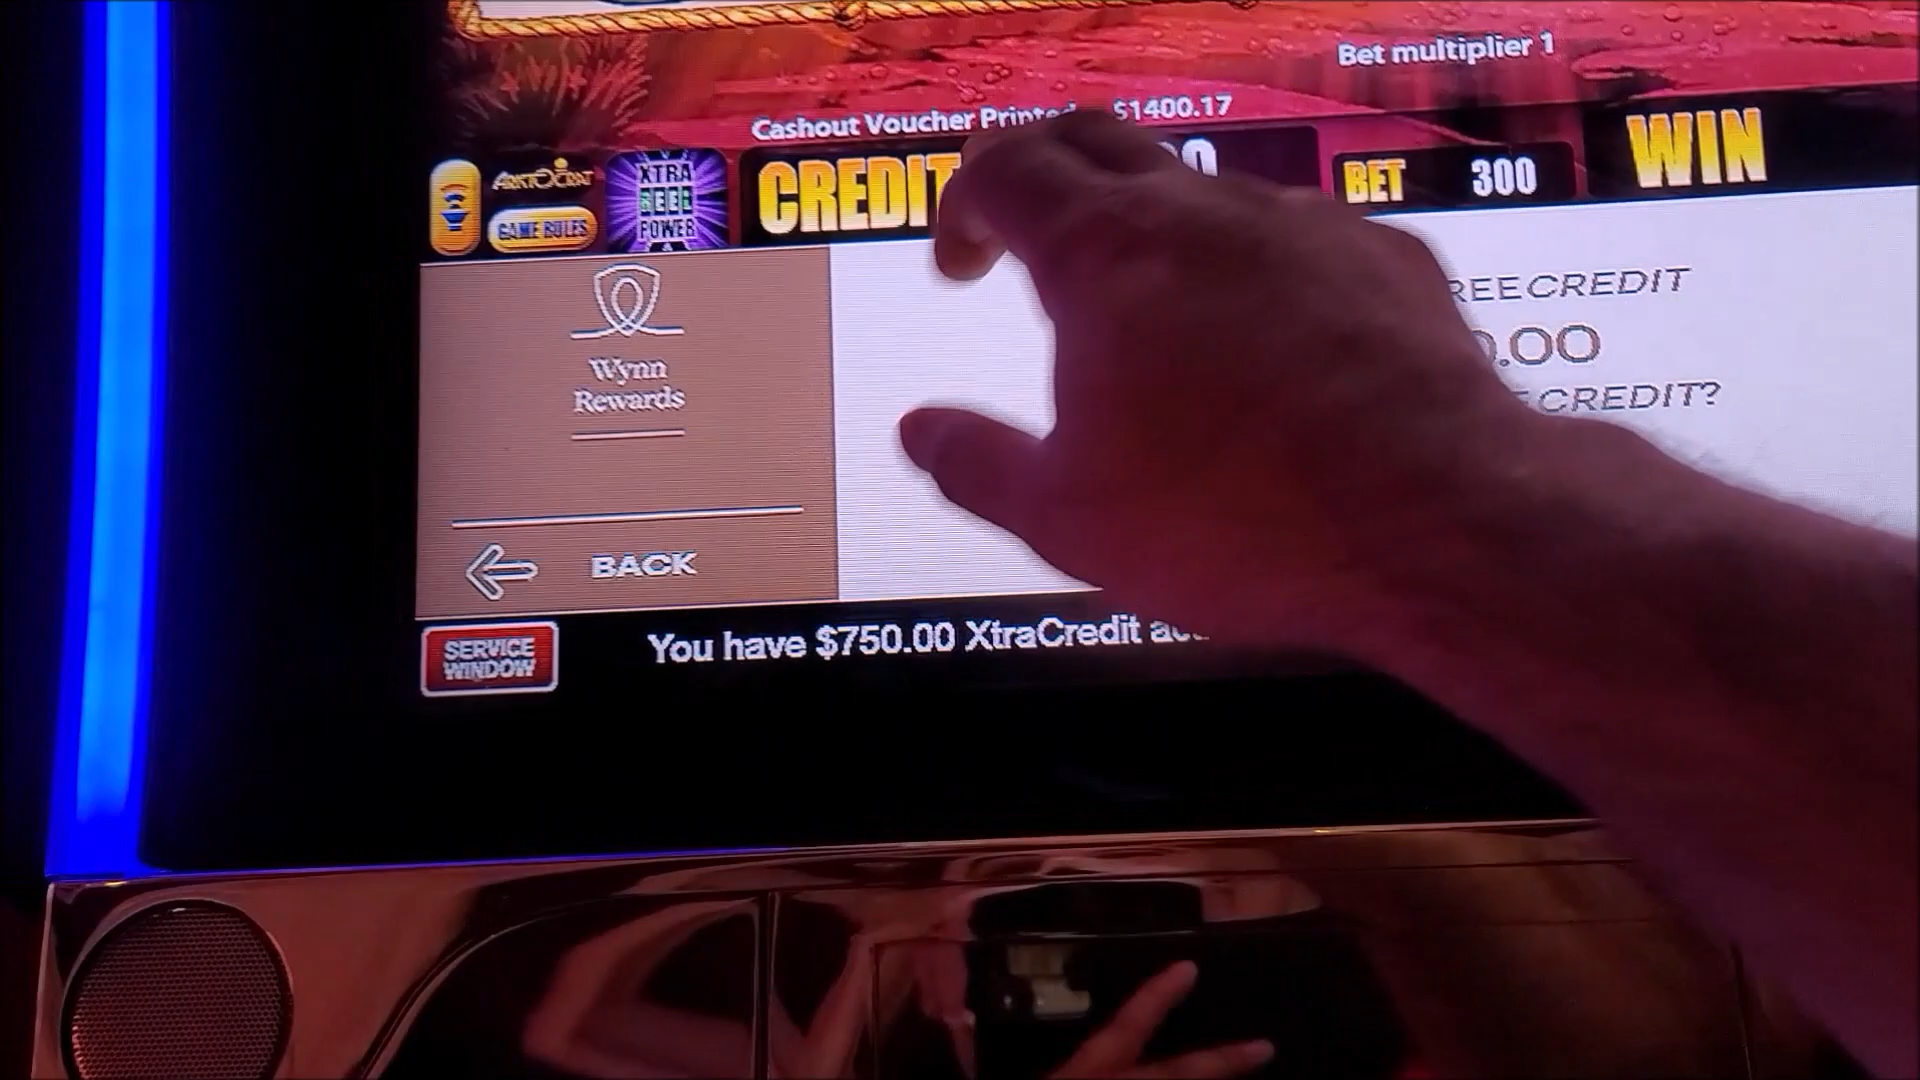 Bet multiplier 1
Cashout Voucher Printed $1400.17
ARISTOCRAT
GAME RULES
XTRA
REEL
POWER
CREDIT
BET 300
WIN
Wynn
Rewards
CREDIT
.00
CREDIT?
BACK
SERVICE
WINDOW
You have $750.00 XtraCredit